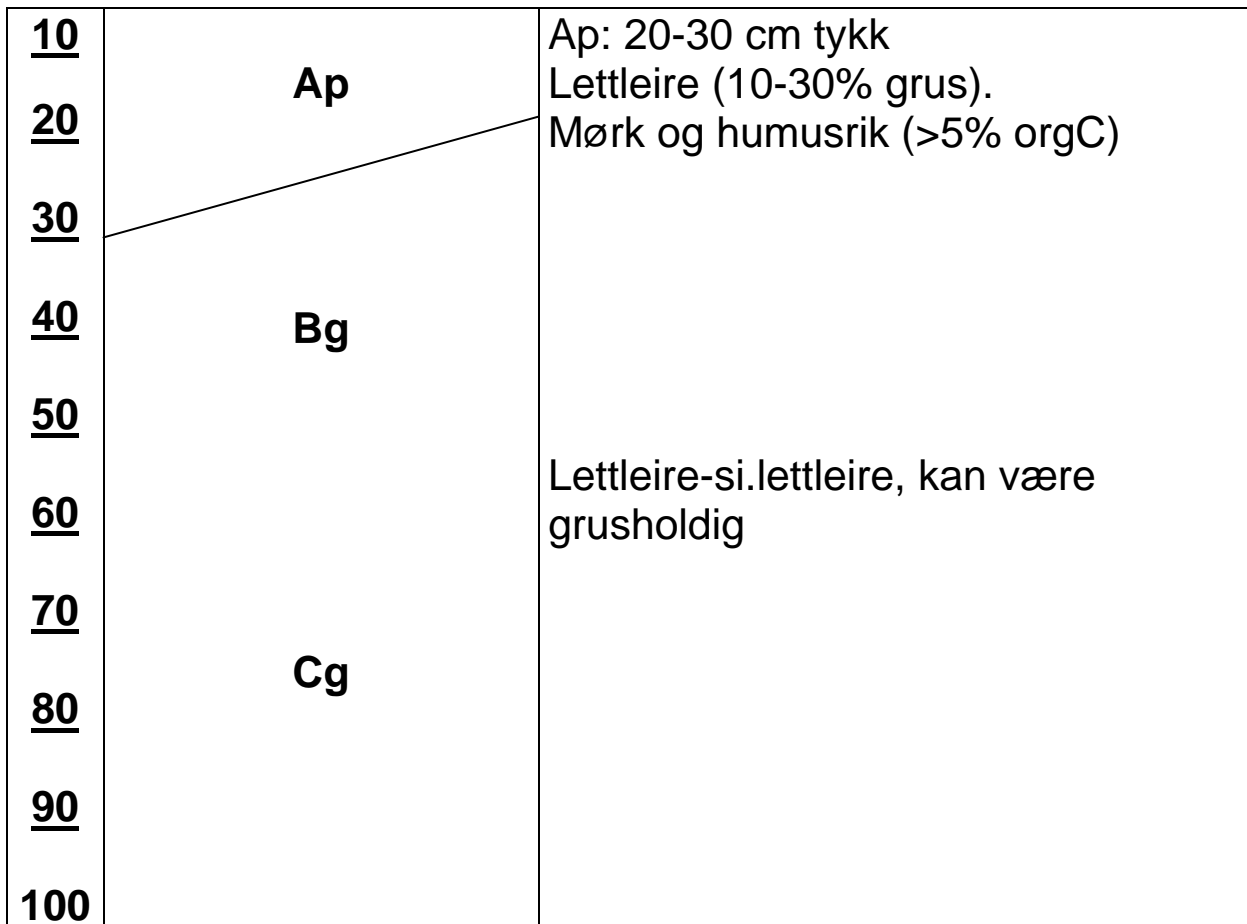 10
Ap
20
30
40
Bg
50
60
70
Cg
80
90
100
Ap: 20-30 cm tykk
Lettleire (10-30% grus).
Mørk og humusrik (>5% orgC)
Lettleire-si.lettleire, kan være
grusholdig